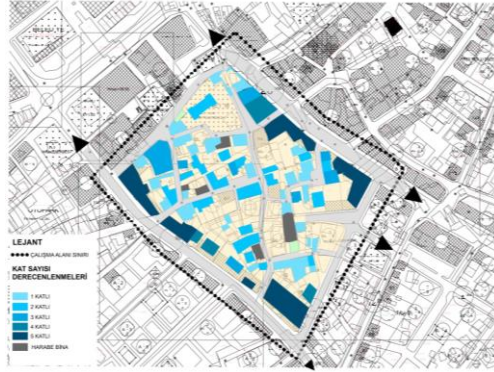 LEJANT
ÇALIŞMA ALANI SINIRI
KAT SAYISI
DERECENLENMELERİ
1 KATLI
2 KATLI
3 KATLI
4 KATLI
5 KATLI
HARABE BİNA